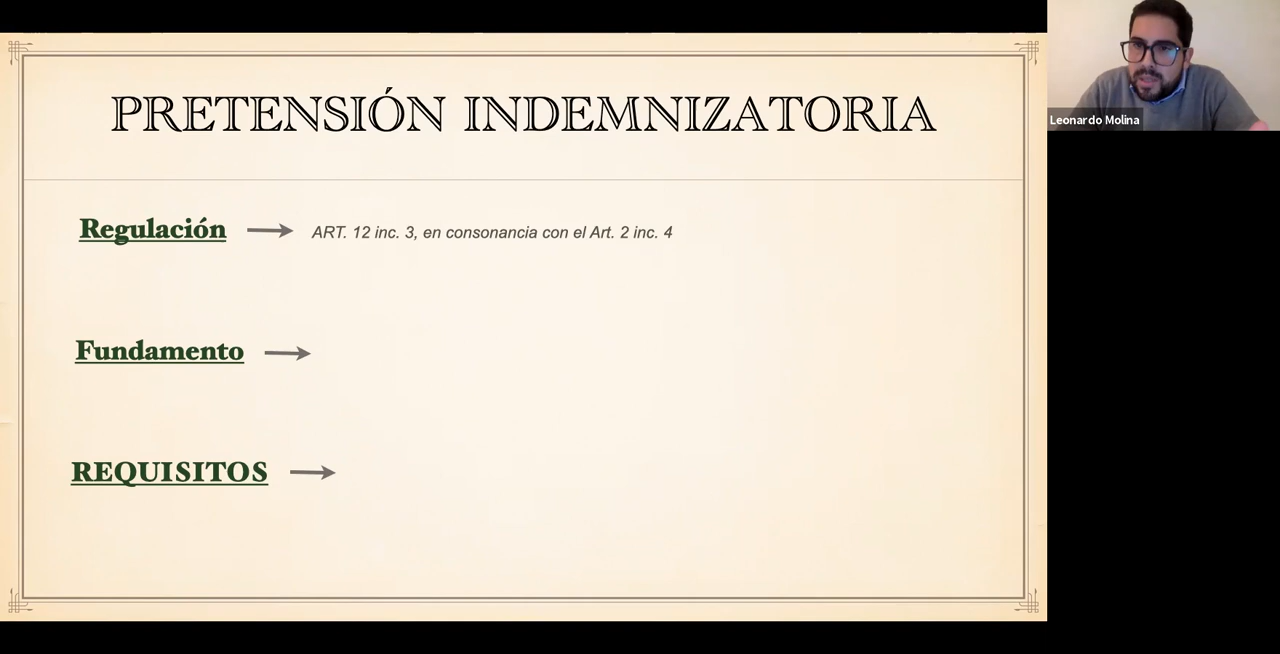 PRETENSIÓN INDEMNIZATORIA
Regulación
ART. 12 inc. 3, en consonancia con el Art. 2 inc. 4
Fundamento
REQUISITOS
Leonardo Molina